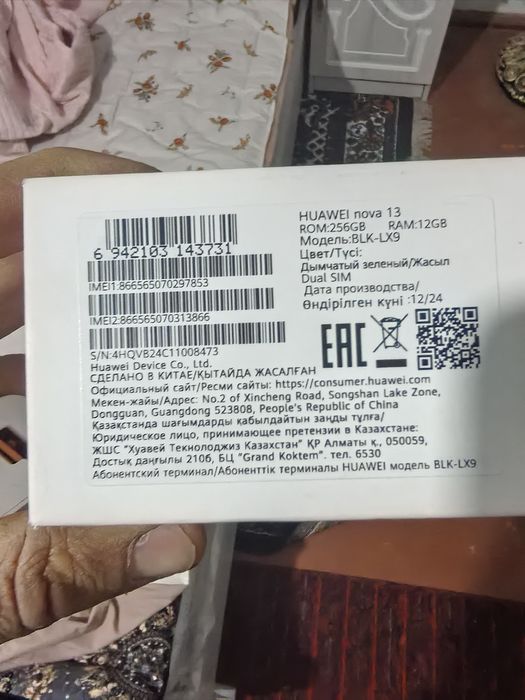 6 942103 143731
IMEI1:866565070297853
IMEI2:866565070313866
S/N:4HQVB24C11008473
HUAWEI nova 13
ROM:256GB RAM:12GB
Модель:BLK-LX9
Цвет/Түсі:
Дымчатый зеленый/Жасыл
Dual SIM
Дата производства/
Өндірілген күні :12/24
EAC
Huawei Device Co., Ltd.
СДЕЛАНО В КИТАЕ/ҚЫТАЙДА ЖАСАЛҒАН
Официальный сайт/Ресми сайты: https://consumer.huawei.com
Мекен-жайы/Адрес: No.2 of Xincheng Road, Songshan Lake Zone,
Dongguan, Guangdong 523808, People's Republic of China
Қазақстанда шағымдарды қабылдайтын заңды тұлға/
Юридическое лицо, принимающее претензии в Казахстане:
ЖШС "Хуавей Текнолоджиз Казахстан" ҚР Алматы қ., 050059,
Достық даңғылы 210б, БЦ "Grand Koktem". тел. 6530
Абонентский терминал/Абоненттік терминалы HUAWEI модель BLK-LX9